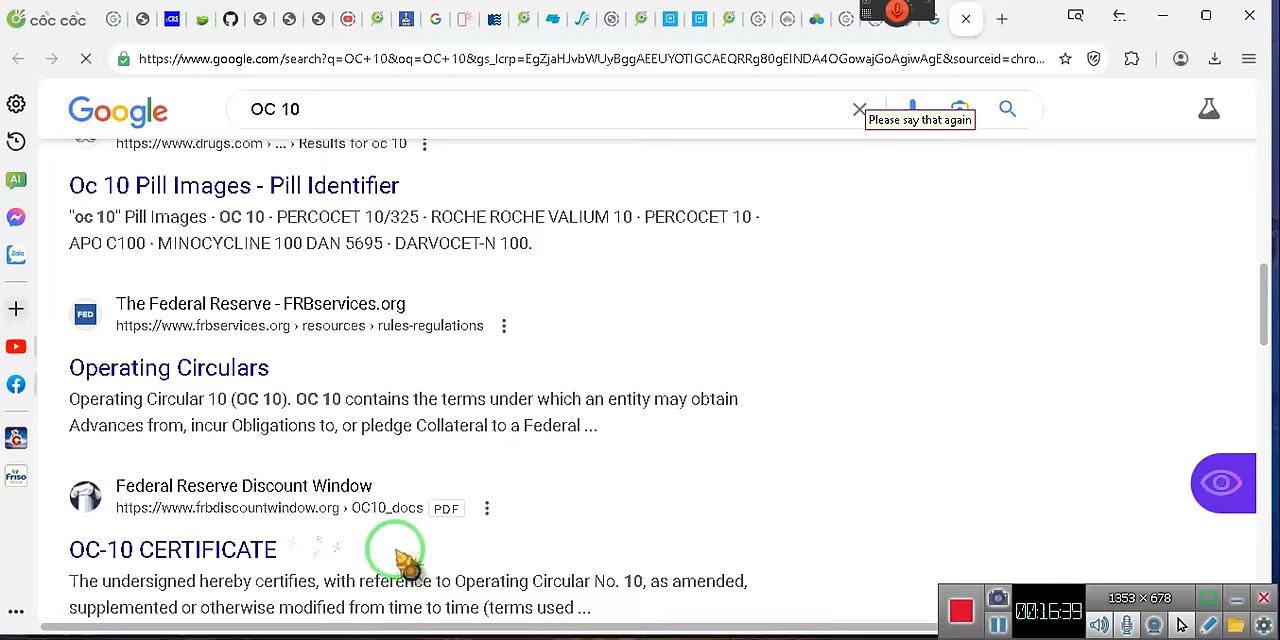 cốc cốc
https://www.google.com/search?q=OC+10&oq=OC+10&gs_lcrp=EgZjaHJvbWUyBggAEEUYOTIGCAEQRRg80gEINDA4OGowajGoAgiwAgE&sourceid=chro...
Google
OC 10
Please say that again
https://www.drugs.com › ... › Results for oc 10
Oc 10 Pill Images - Pill Identifier
"oc 10" Pill Images · OC 10 · PERCOCET 10/325 · ROCHE ROCHE VALIUM 10 · PERCOCET 10 ·
APO C100 · MINOCYCLINE 100 DAN 5695 · DARVOCET-N 100.
FED
The Federal Reserve - FRBservices.org
https://www.frbservices.org › resources › rules-regulations
Operating Circulars
Operating Circular 10 (OC 10). OC 10 contains the terms under which an entity may obtain
Advances from, incur Obligations to, or pledge Collateral to a Federal ...
Federal Reserve Discount Window
https://www.frbdiscountwindow.org › OC10_docs PDF
OC-10 CERTIFICATE
The undersigned hereby certifies, with reference to Operating Circular No. 10, as amended,
supplemented or otherwise modified from time to time (terms used ...
AI
Zalo
Friso
1353 × 678
00:16:39